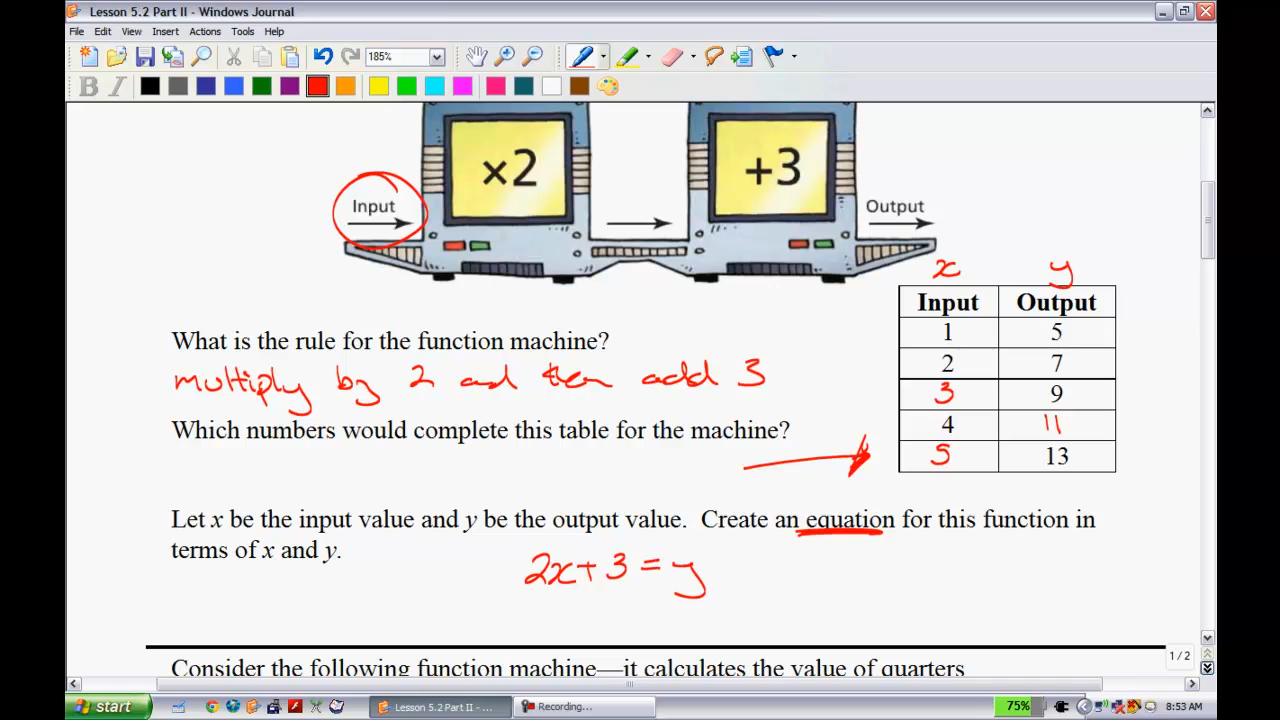 Lesson 5.2 Part II - Windows Journal
File Edit View Insert Actions Tools Help
185%
B I
×2
+3
Input
Output
x y
Input Output
1 5
2 7
3 9
4 11
5 13
What is the rule for the function machine?
multiply by 2 and then add 3
Which numbers would complete this table for the machine?
Let x be the input value and y be the output value. Create an equation for this function in
terms of x and y.
2x+3=y
Consider the following function machine—it calculates the value of quarters
1 / 2
start
Lesson 5.2 Part II - ...
Recording...
75%
8:53 AM